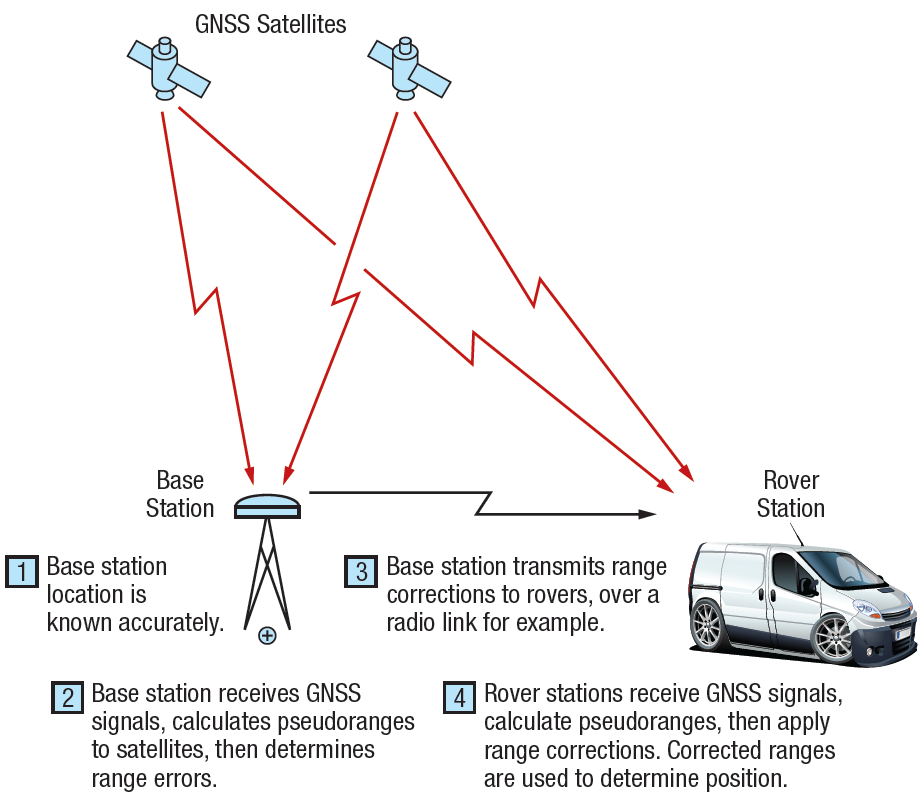 GNSS Satellites
Base
Station
Rover
Station
1
Base station
location is
known accurately.
3
Base station transmits range
corrections to rovers, over a
radio link for example.
2
Base station receives GNSS
signals, calculates pseudoranges
to satellites, then determines
range errors.
4
Rover stations receive GNSS signals,
calculate pseudoranges, then apply
range corrections. Corrected ranges
are used to determine position.